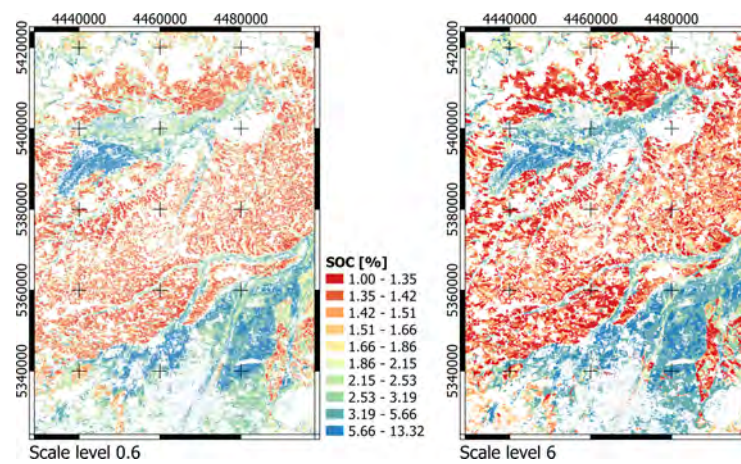 4440000 4460000 4480000
4440000 4460000 4480000
5420000
5400000
5380000
5360000
5340000
5420000
5400000
5380000
5360000
5340000
SOC [%]
1.00 - 1.35
1.35 - 1.42
1.42 - 1.51
1.51 - 1.66
1.66 - 1.86
1.86 - 2.15
2.15 - 2.53
2.53 - 3.19
3.19 - 5.66
5.66 - 13.32
Scale level 0.6
Scale level 6